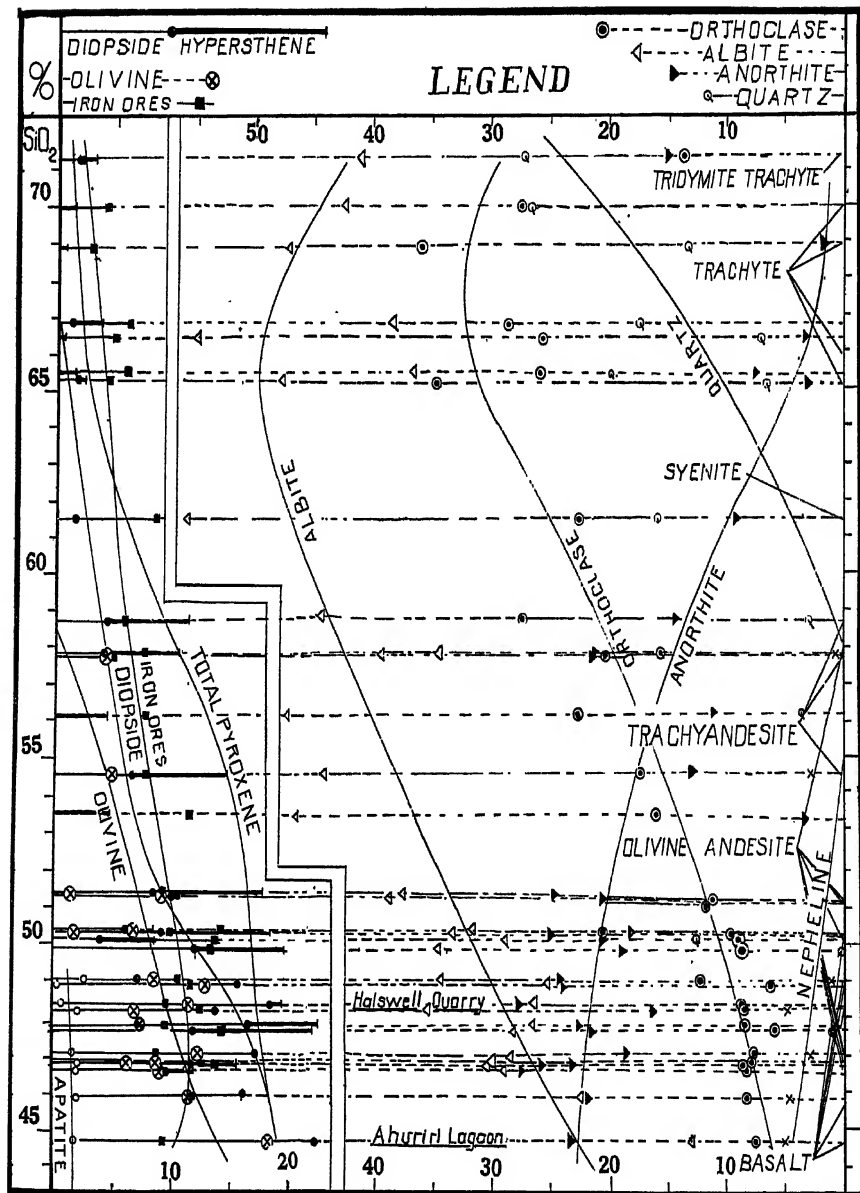 DIOPSIDE HYPERSTHENE
OLIVINE
IRON ORES
LEGEND
ORTHOCLASE
ALBITE
ANORTHITE
QUARTZ
%
SiO2
50 40 30 20 10
70
TRIDYMITE TRACHYTE
TRACHYTE
QUARTZ
65
ALBITE
SYENITE
60
ORTHOCLASE
ANORTHITE
TOTAL PYROXENE
IRON ORES
DIOPSIDE
55
TRACHYANDESITE
OLIVINE
OLIVINE ANDESITE
NEPHELINE
50
Halswell Quarry
APATITE
45
Ahuriri Lagoon
BASALT
10 20 40 30 20 10